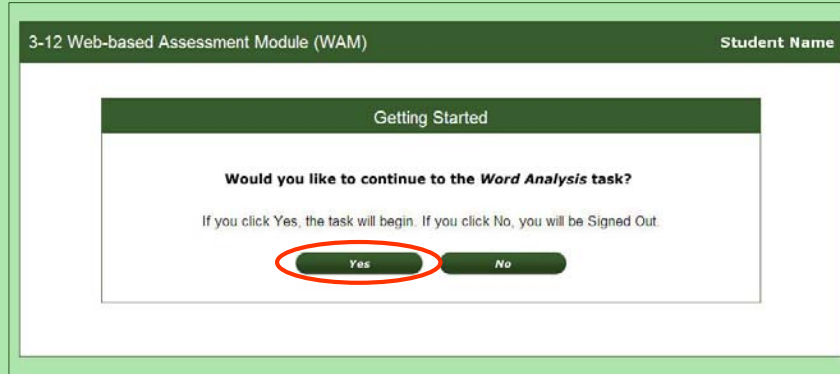 3-12 Web-based Assessment Module (WAM) Student Name
Getting Started
Would you like to continue to the Word Analysis task?
If you click Yes, the task will begin. If you click No, you will be Signed Out.
Yes No